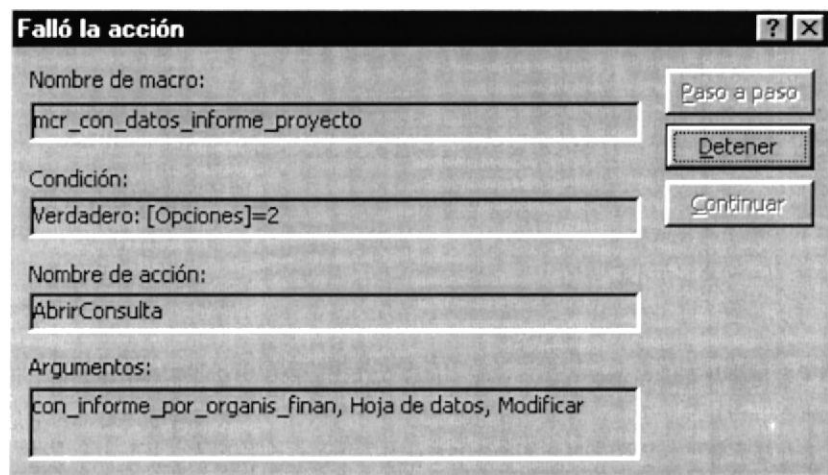 Falló la acción
Nombre de macro:
mcr_con_datos_informe_proyecto
Condición:
Verdadero: [Opciones]=2
Nombre de acción:
AbrirConsulta
Argumentos:
con_informe_por_organis_finan, Hoja de datos, Modificar
Paso a paso
Detener
Continuar